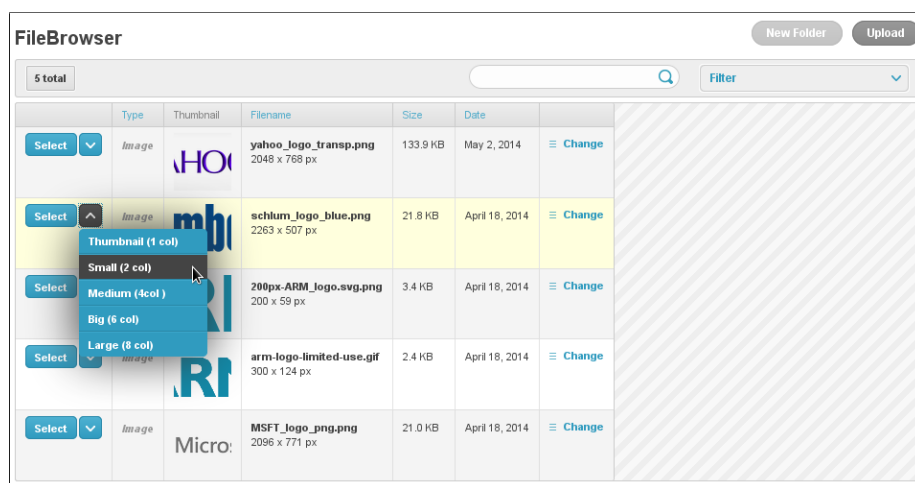 FileBrowser
New Folder
Upload
5 total
Filter
Type Thumbnail Filename Size Date
Select Image yahoo_logo_transp.png 133.9 KB May 2, 2014 Change
2048 x 768 px
Select Image schlum_logo_blue.png 21.8 KB April 18, 2014 Change
2263 x 507 px
Thumbnail (1 col)
Small (2 col)
Medium (4col )
Big (6 col)
Large (8 col)
Select 200px-ARM_logo.svg.png 3.4 KB April 18, 2014 Change
200 x 59 px
Select Image arm-logo-limited-use.gif 2.4 KB April 18, 2014 Change
300 x 124 px
Select Image MSFT_logo_png.png 21.0 KB April 18, 2014 Change
2096 x 771 px
Micro